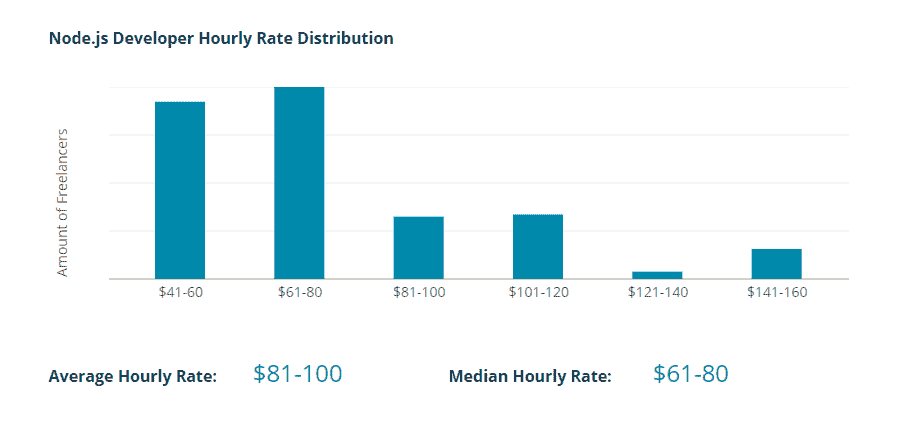 Node.js Developer Hourly Rate Distribution
Amount of Freelancers
$41-60 $61-80 $81-100 $101-120 $121-140 $141-160
Average Hourly Rate: $81-100 Median Hourly Rate: $61-80